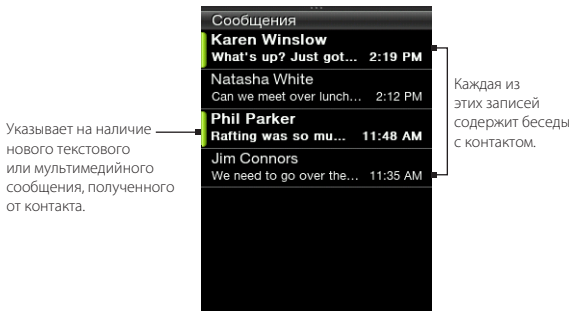 Сообщения
Karen Winslow
What's up? Just got... 2:19 PM
Natasha White
Can we meet over lunch... 2:12 PM
Phil Parker
Rafting was so mu... 11:48 AM
Jim Connors
We need to go over the... 11:35 AM
Указывает на наличие
нового текстового
или мультимедийного
сообщения, полученного
от контакта.
Каждая из
этих записей
содержит беседы
с контактом.